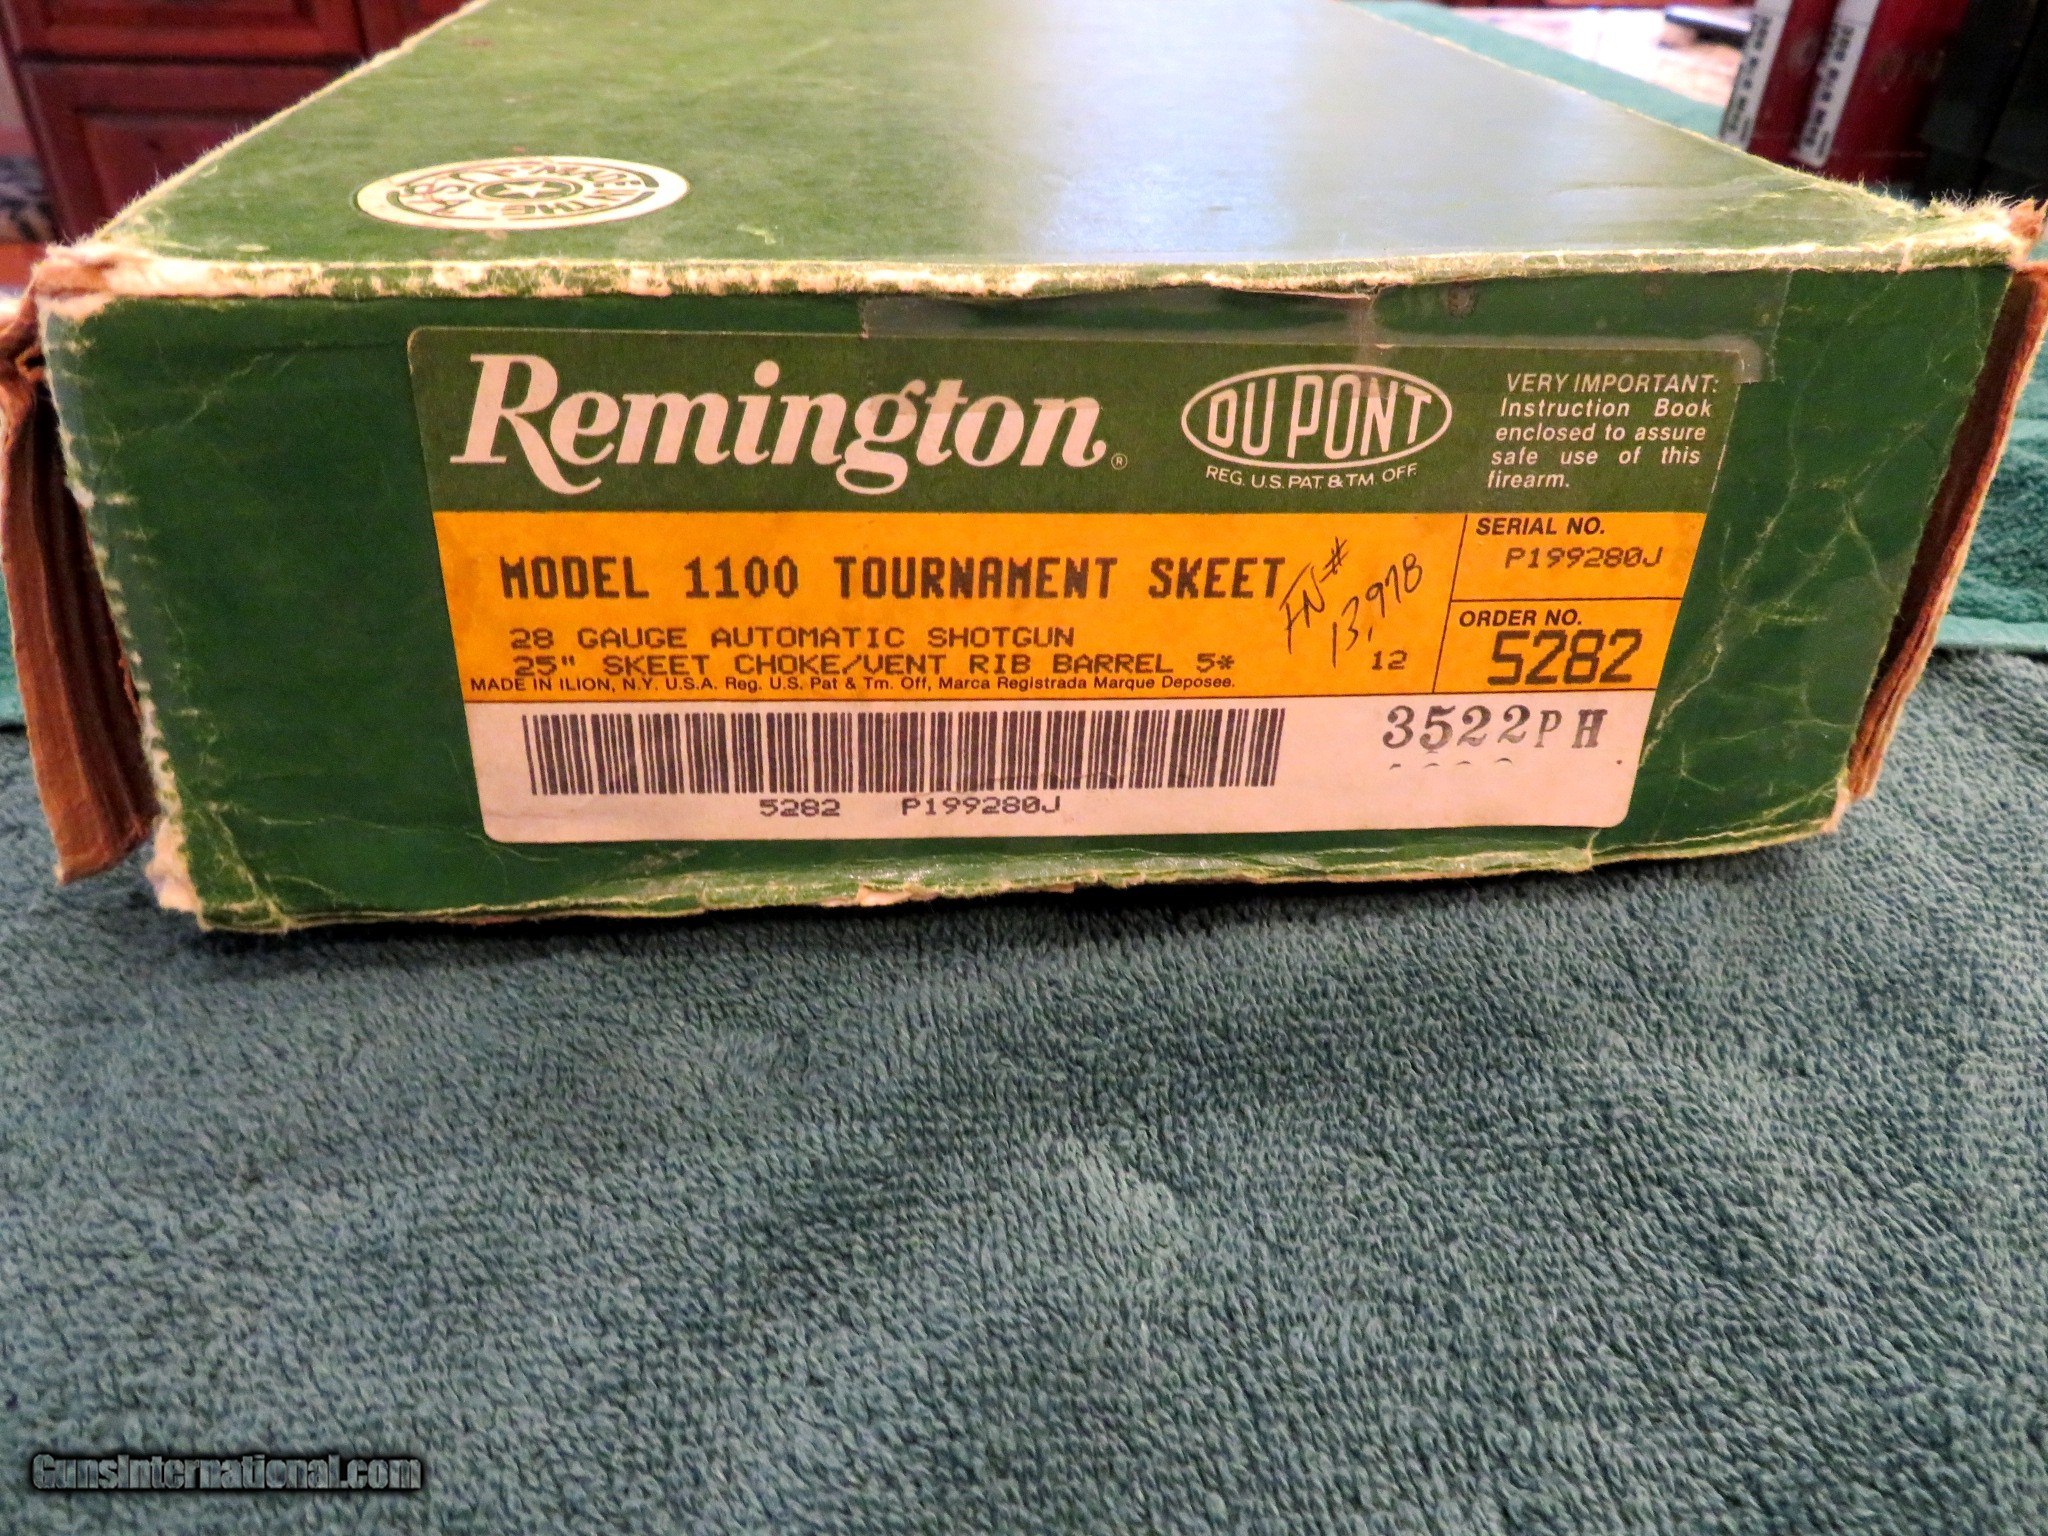 MADE IN THE U.S.A.
Remington®
DU PONT
REG. U.S. PAT. & TM. OFF.
VERY IMPORTANT:
Instruction Book
enclosed to assure
safe use of this
firearm.
MODEL 1100 TOURNAMENT SKEET
28 GAUGE AUTOMATIC SHOTGUN
25" SKEET CHOKE/VENT RIB BARREL 5*
12
MADE IN ILION, N.Y. U.S.A. Reg. U.S. Pat & Tm. Off, Marca Registrada Marque Deposee.
13,978
SERIAL NO.
P199280J
ORDER NO.
5282
3522PH
5282 P199280J
GunsInternational.com